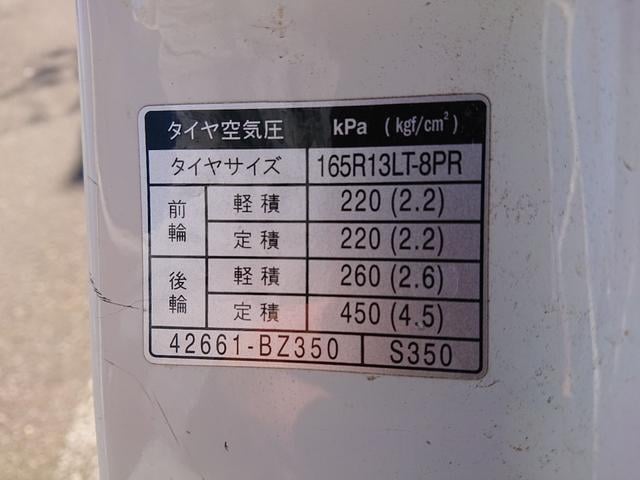 タイヤ空気圧 kPa (kgf/cm²)
タイヤサイズ 165R13LT-8PR
前輪 軽積 220 (2.2)
定積 220 (2.2)
後輪 軽積 260 (2.6)
定積 450 (4.5)
42661-BZ350 S350